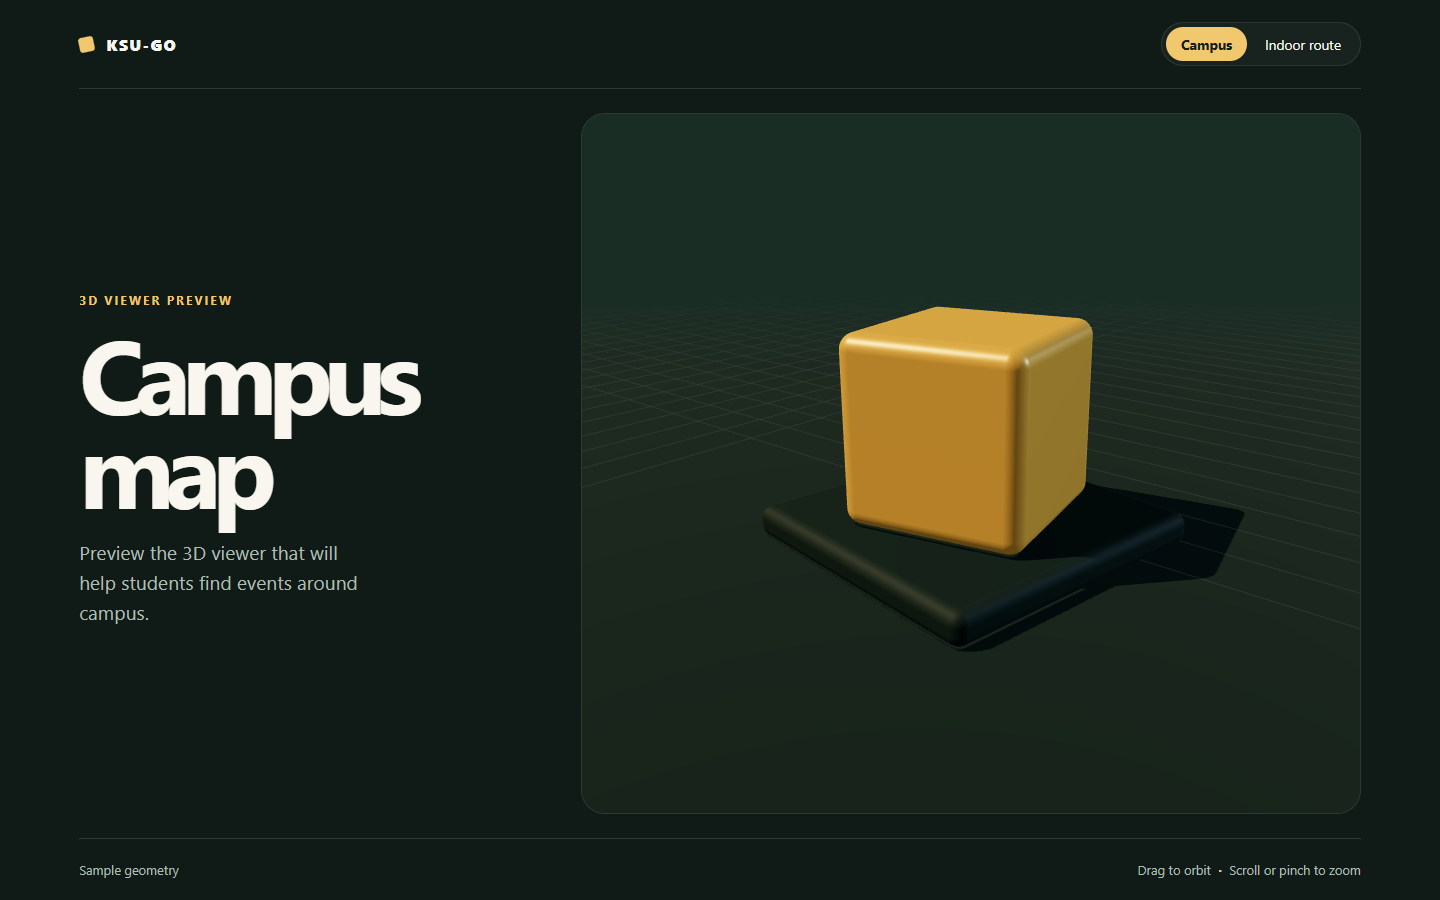 KSU-GO
Campus
Indoor route
3D VIEWER PREVIEW
Campus
map
Preview the 3D viewer that will
help students find events around
campus.
Sample geometry
Drag to orbit • Scroll or pinch to zoom